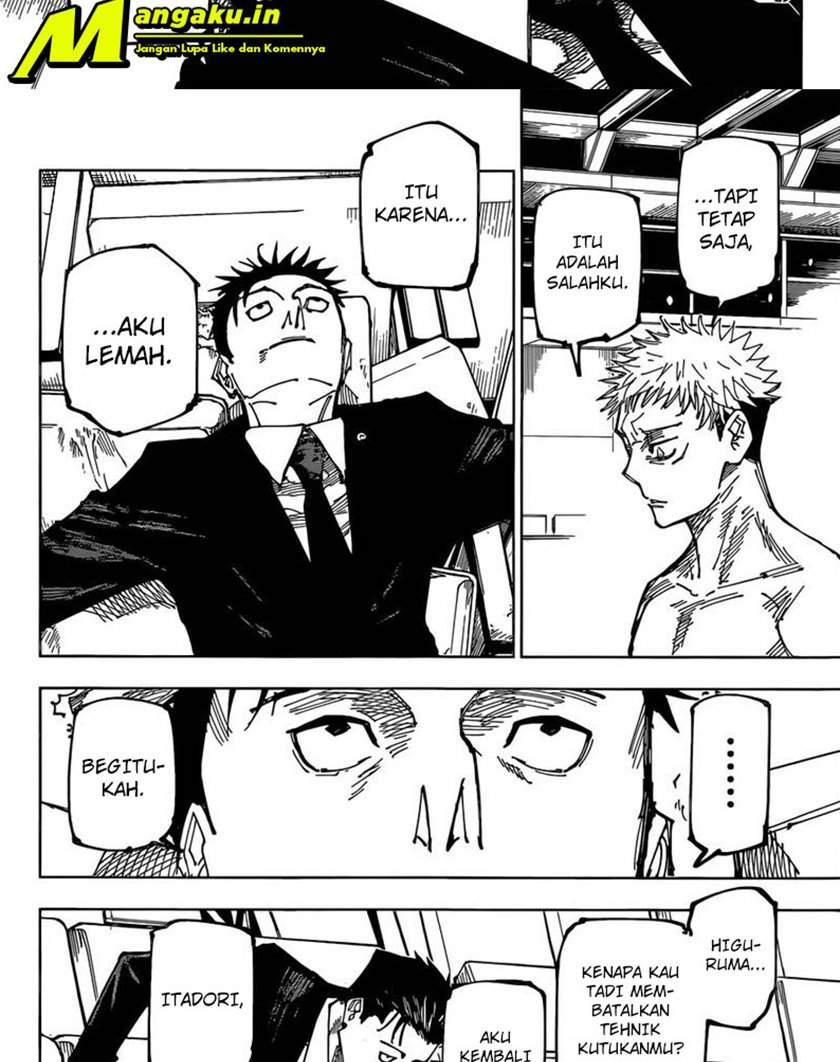 Mangaku.in
Jangan Lupa Like dan Komennya
...TAPI
TETAP
SAJA,
ITU
ADALAH
SALAHKU.
ITU
KARENA...
...AKU
LEMAH.
......
BEGITU-
KAH.
HIGU-
RUMA...
KENAPA KAU
TADI MEM-
BATALKAN
TEHNIK
KUTUKANMU?
AKU
KEMBALI
ITADORI,